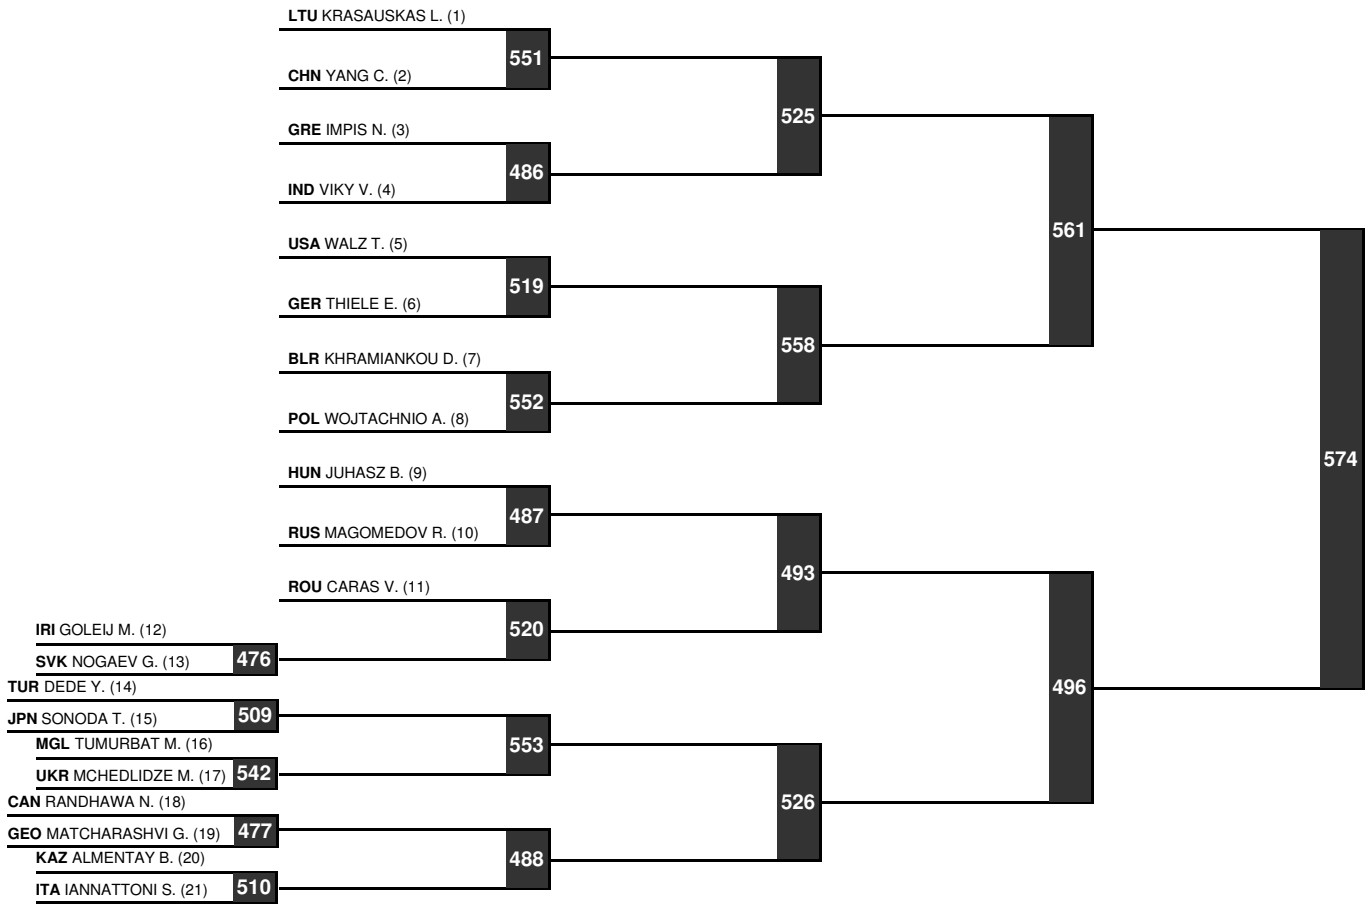 LTU KRASAUSKAS L. (1)
551
CHN YANG C. (2)
525
GRE IMPIS N. (3)
486
IND VIKY V. (4)
561
USA WALZ T. (5)
519
GER THIELE E. (6)
558
BLR KHRAMIANKOU D. (7)
552
POL WOJTACHNIO A. (8)
574
HUN JUHASZ B. (9)
487
RUS MAGOMEDOV R. (10)
493
ROU CARAS V. (11)
520
IRI GOLEIJ M. (12)
SVK NOGAEV G. (13) 476
496
TUR DEDE Y. (14)
JPN SONODA T. (15) 509
553
MGL TUMURBAT M. (16)
UKR MCHEDLIDZE M. (17) 542
526
CAN RANDHAWA N. (18)
GEO MATCHARASHVI G. (19) 477
488
KAZ ALMENTAY B. (20)
ITA IANNATTONI S. (21) 510